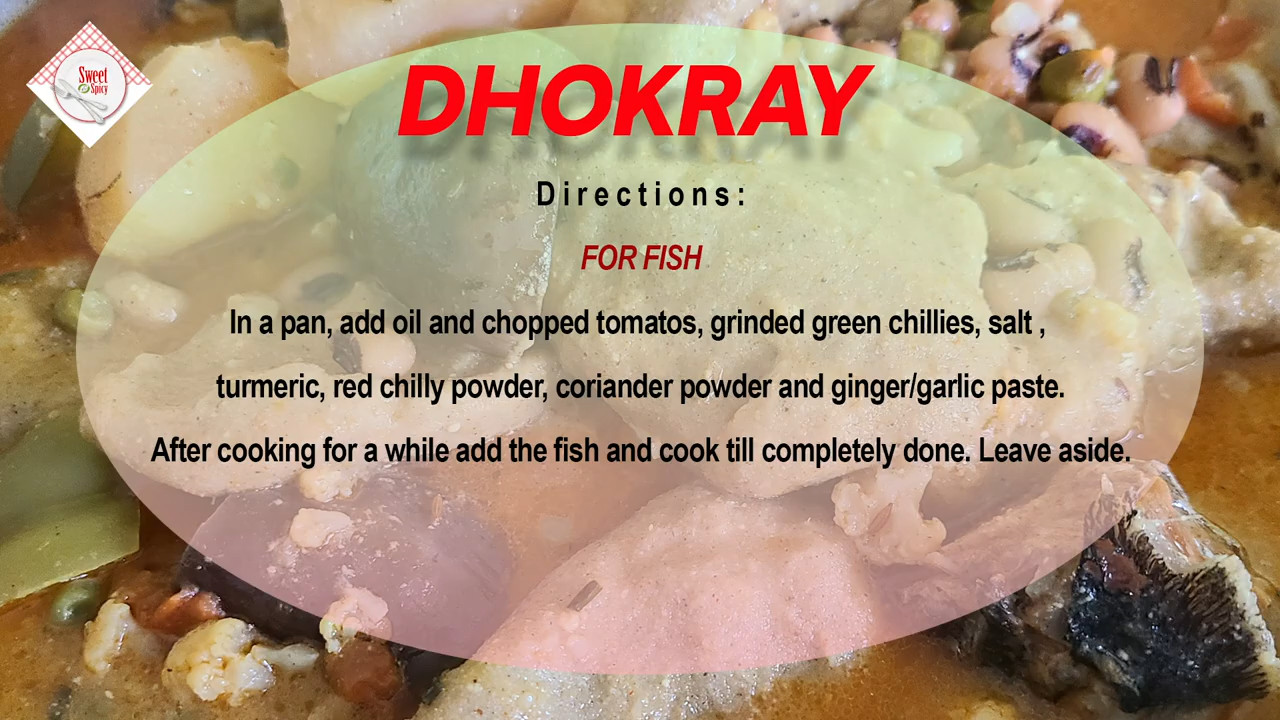 Sweet
Spicy
DHOKRAY
Directions:
FOR FISH
In a pan, add oil and chopped tomatos, grinded green chillies, salt ,
turmeric, red chilly powder, coriander powder and ginger/garlic paste.
After cooking for a while add the fish and cook till completely done. Leave aside.